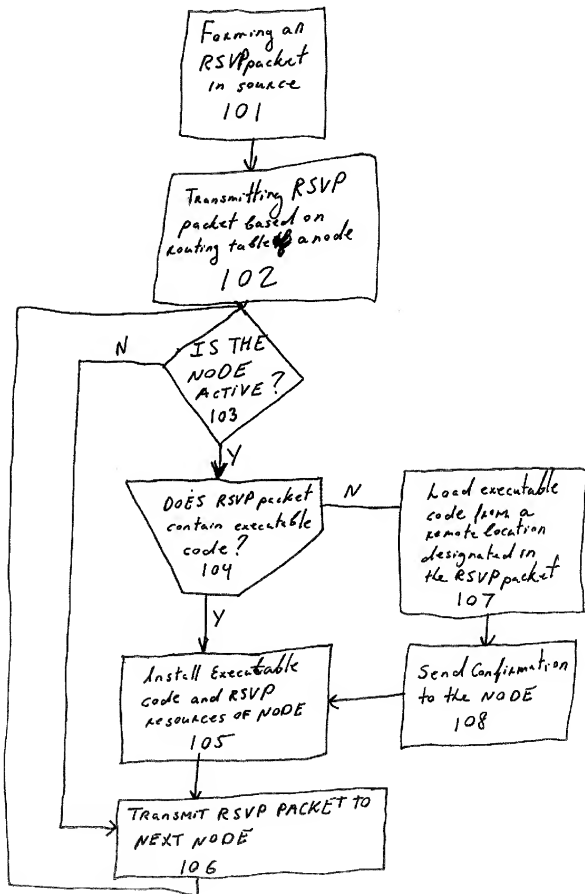 Forming an
RSVP packet
in source
101
Transmitting RSVP
packet based on
routing table of a node
102
N
IS THE
NODE
ACTIVE?
103
Y
DOES RSVP packet
contain executable
code?
104
N
Load executable
code from a
remote location
designated in
the RSVP packet
107
Y
Install Executable
code and RSVP
resources of NODE
105
Send Confirmation
to the NODE
108
TRANSMIT RSVP PACKET TO
NEXT NODE
106